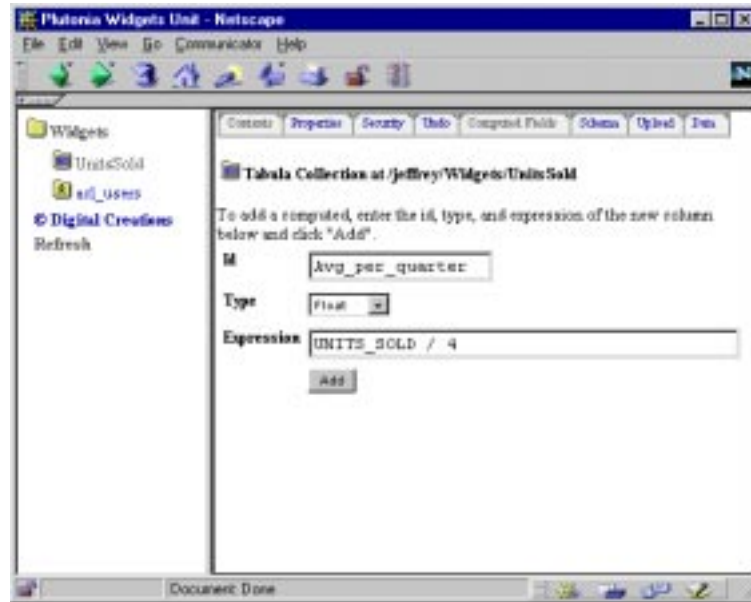 Plutonia Widgets Unit - Netscape
File Edit View Go Communicator Help
Widgets
UnitsSold
acl_users
© Digital Creations
Refresh
Contents Properties Security Undo Computed Fields Schema Upload Data
Tabula Collection at /jeffrey/Widgets/UnitsSold
To add a computed, enter the id, type, and expression of the new column
below and click "Add".
Id Avg_per_quarter
Type Float
Expression UNITS_SOLD / 4
Add
Document: Done